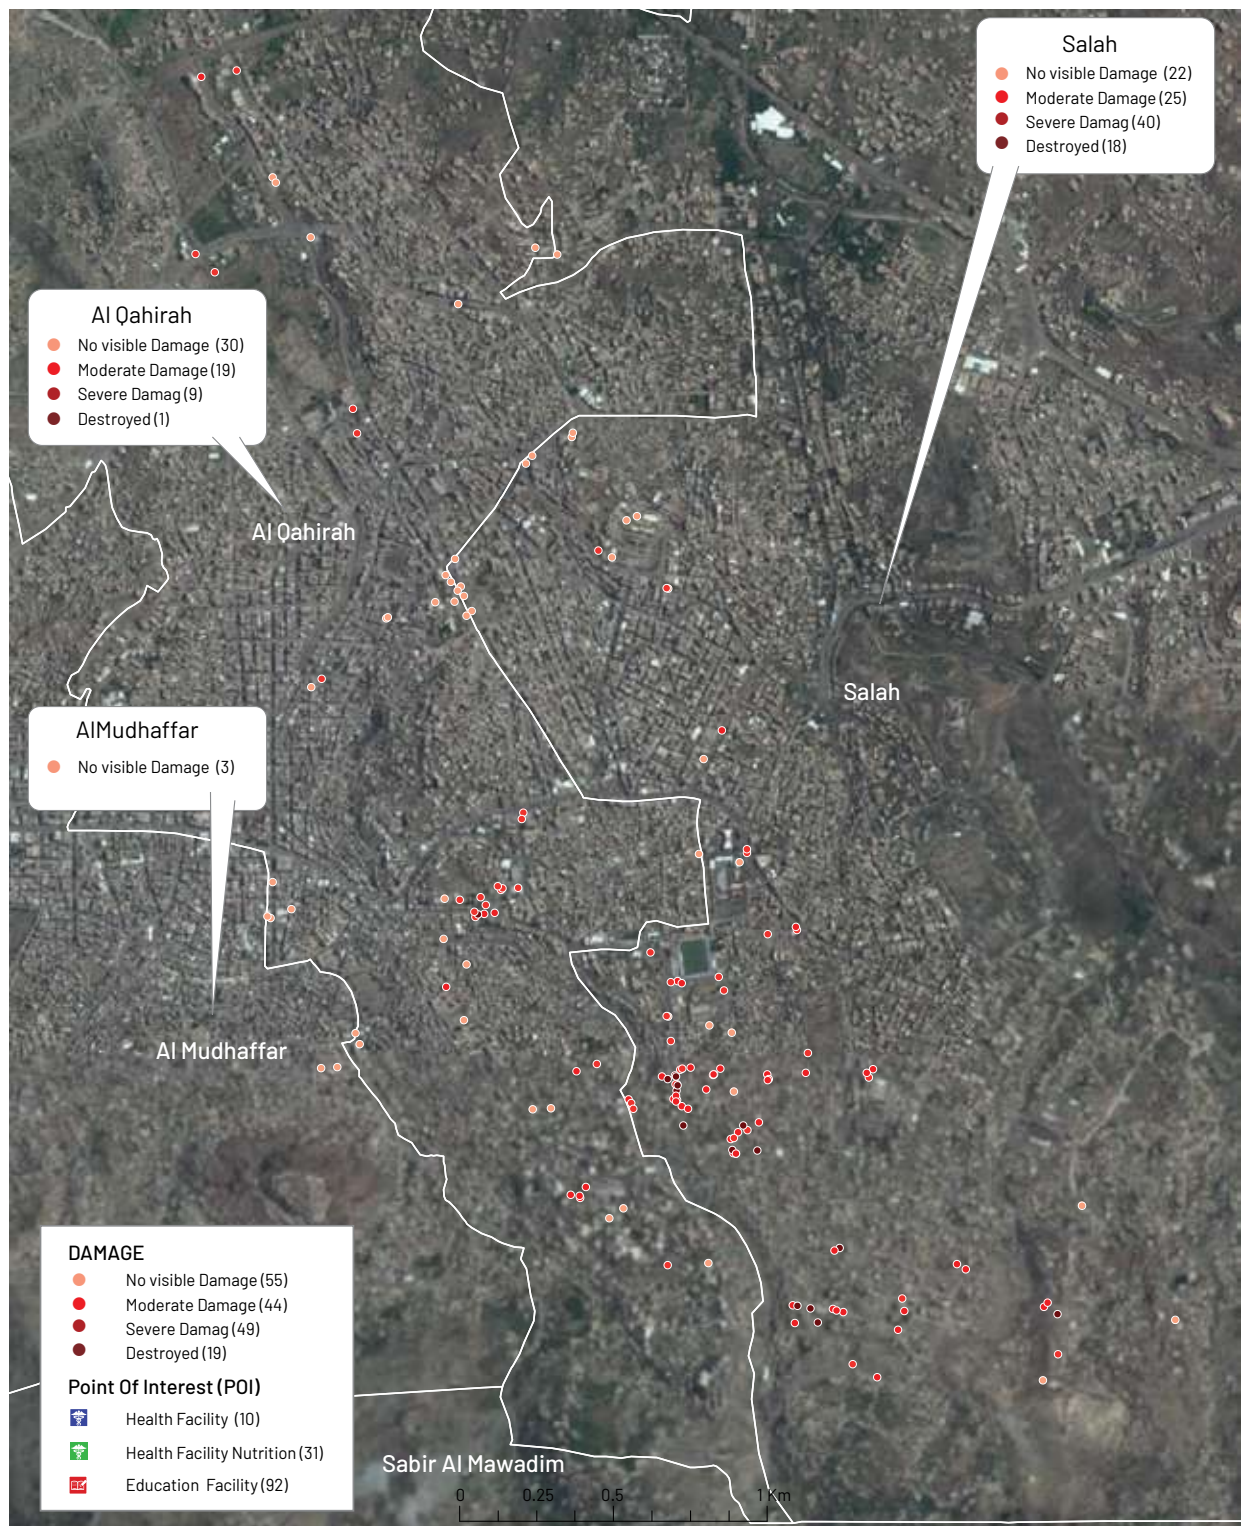 Salah
No visible Damage (22)
Moderate Damage (25)
Severe Damag (40)
Destroyed (18)
Al Qahirah
No visible Damage (30)
Moderate Damage (19)
Severe Damag (9)
Destroyed (1)
Al Qahirah
Salah
AlMudhaffar
No visible Damage (3)
Al Mudhaffar
DAMAGE
No visible Damage (55)
Moderate Damage (44)
Severe Damag (49)
Destroyed (19)
Point Of Interest (POI)
Health Facility (10)
Health Facility Nutrition (31)
Education Facility (92)
Sabir Al Mawadim
0 0.25 0.5 1 Km